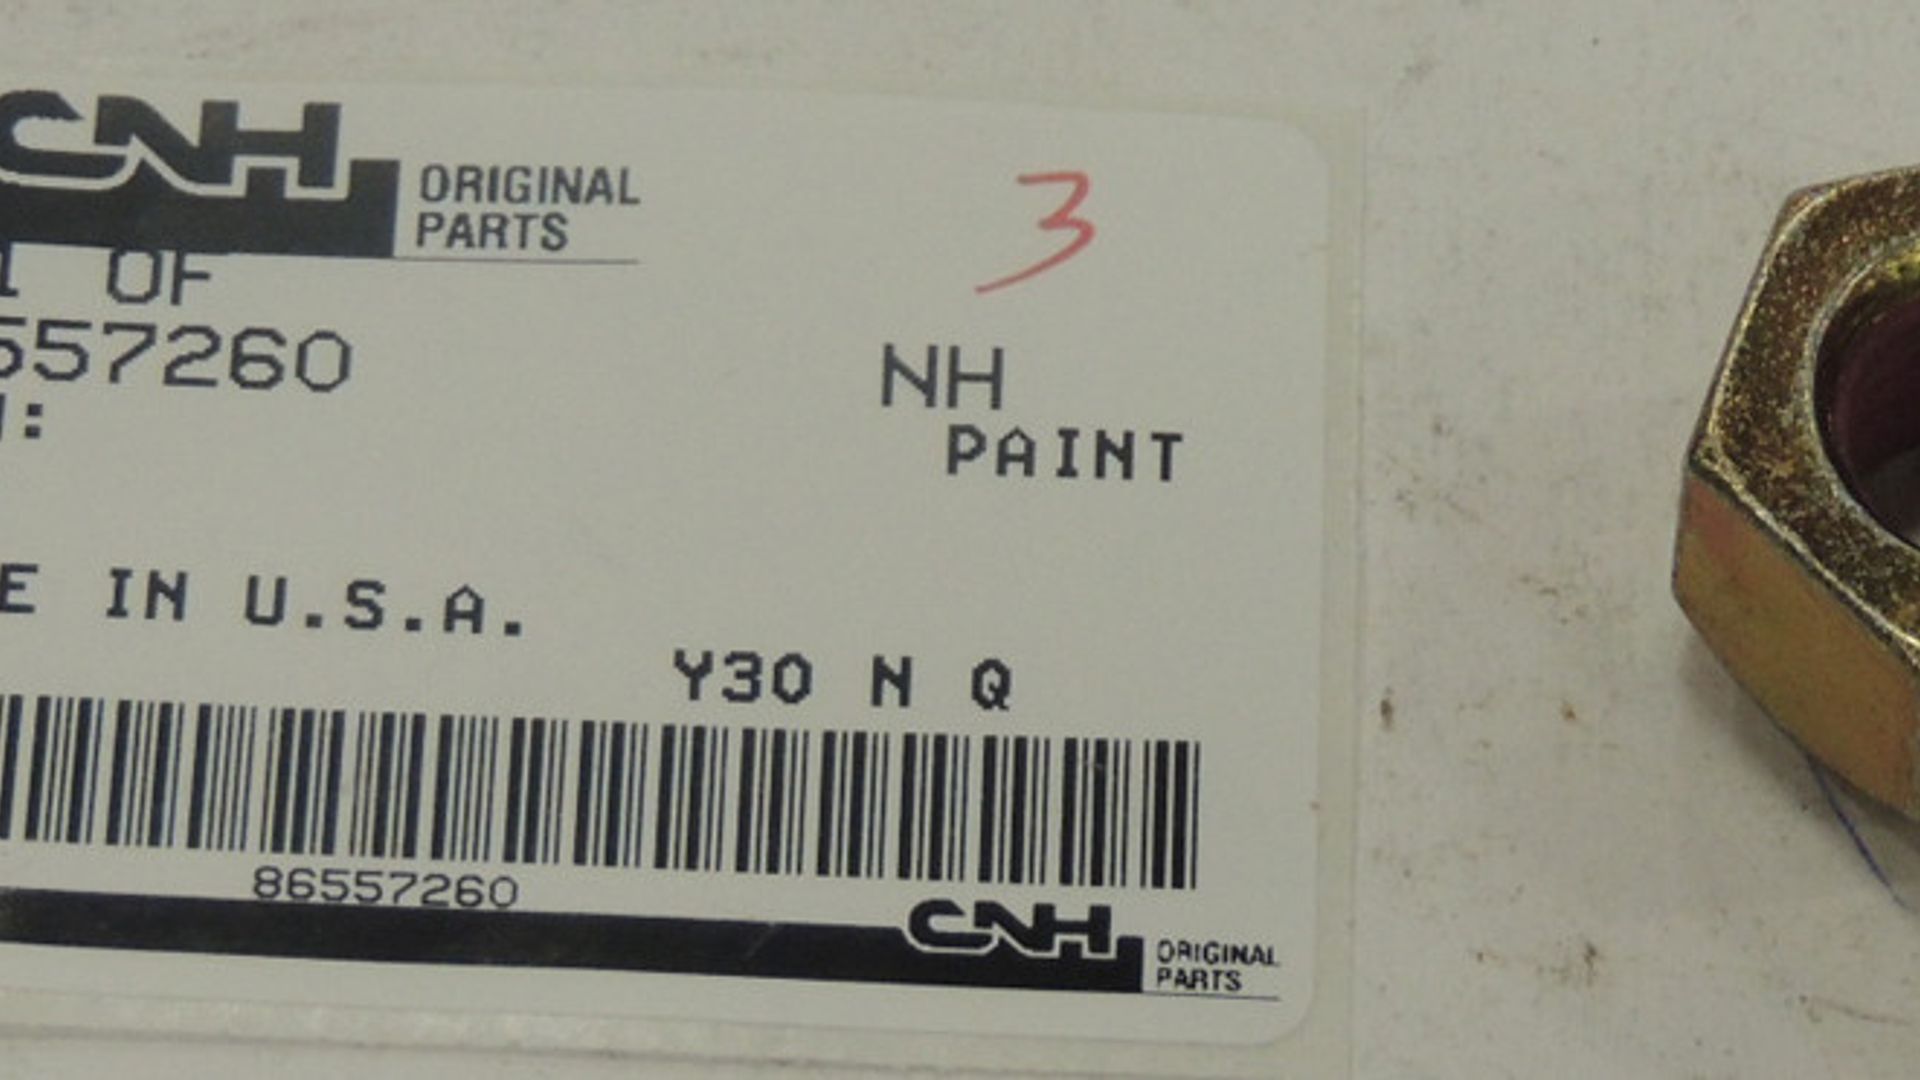 CNH ORIGINAL PARTS
3
1 OF
557260
NH
PAINT
E IN U.S.A.
Y30 N Q
86557260
CNH ORIGINAL PARTS